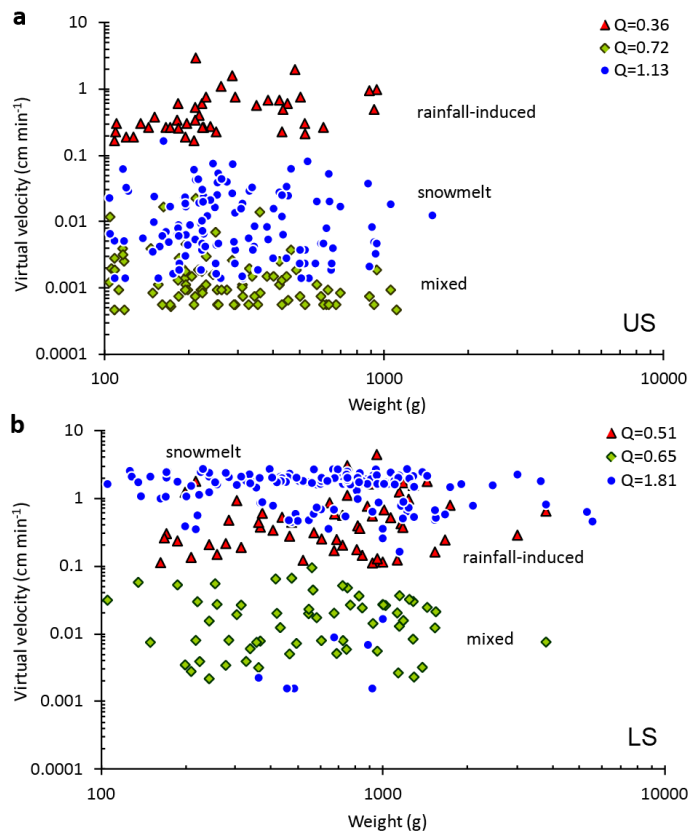 a
10
Q=0.36
Q=0.72
Q=1.13
1
rainfall-induced
0.1
snowmelt
0.01
mixed
0.001
US
0.0001
Virtual velocity (cm min⁻¹)
100
1000
10000
Weight (g)
b
10
snowmelt
Q=0.51
Q=0.65
Q=1.81
1
rainfall-induced
0.1
mixed
0.01
0.001
LS
0.0001
Virtual velocity (cm min⁻¹)
100
1000
10000
Weight (g)